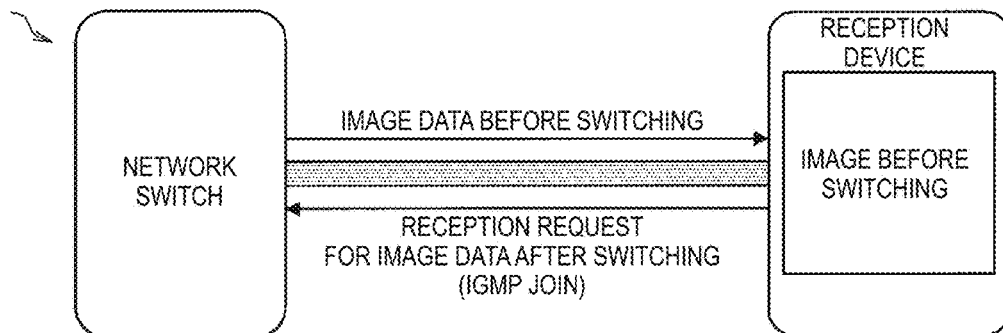 RECEPTION
DEVICE
IMAGE DATA BEFORE SWITCHING
NETWORK
SWITCH
IMAGE BEFORE
SWITCHING
RECEPTION REQUEST
FOR IMAGE DATA AFTER SWITCHING
(IGMP JOIN)